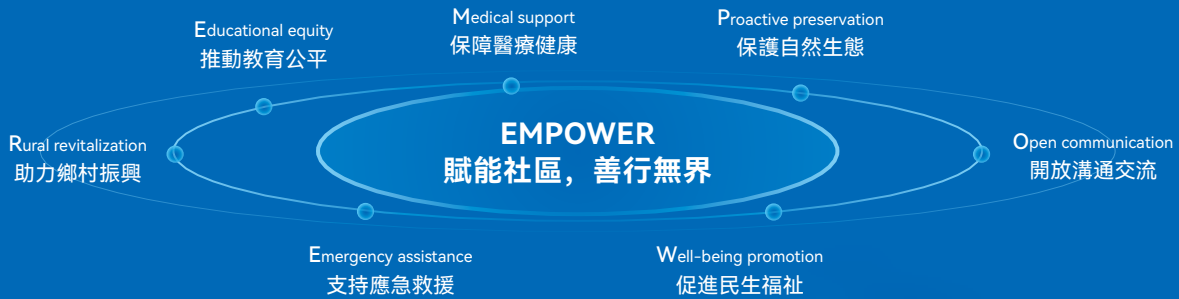 Medical support
保障醫療健康
Proactive preservation
保護自然生態
Educational equity
推動教育公平
Rural revitalization
助力鄉村振興
EMPOWER
賦能社區，善行無界
Open communication
開放溝通交流
Emergency assistance
支持應急救援
Well-being promotion
促進民生福祉